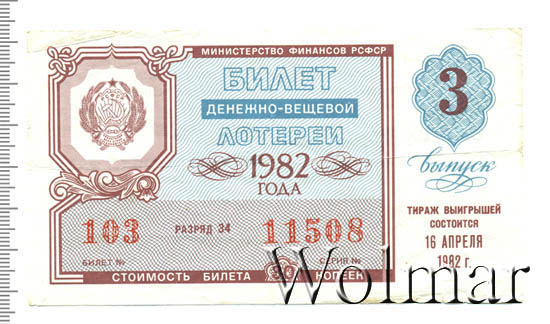 МИНИСТЕРСТВО ФИНАНСОВ РСФСР
БИЛЕТ
ДЕНЕЖНО-ВЕЩЕВОЙ
ЛОТЕРЕИ
1982
ГОДА
103 РАЗРЯД 34 11508
БИЛЕТ № СЕРИЯ №
СТОИМОСТЬ БИЛЕТА 30 КОПЕЕК
3
выпуск
ТИРАЖ ВЫИГРЫШЕЙ
СОСТОИТСЯ
16 АПРЕЛЯ
1982 г.
Wolmar